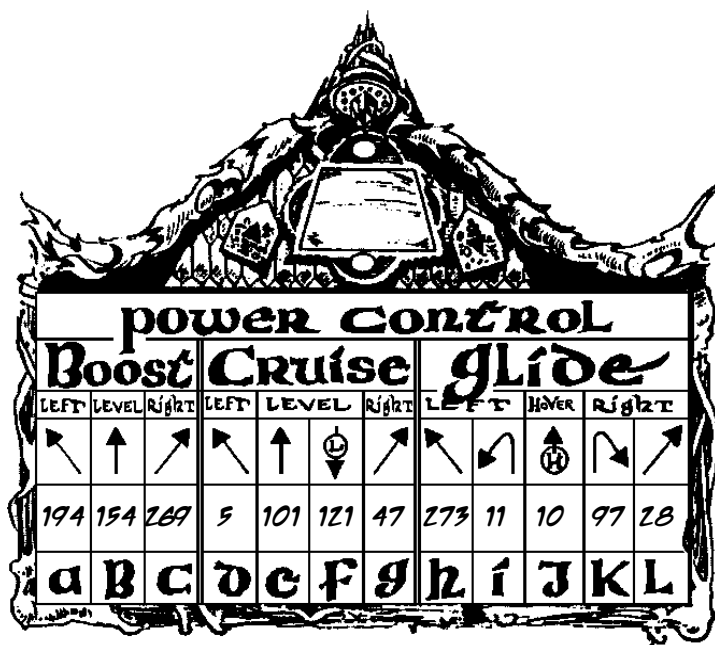 Power Control
Boost Cruise Glide
Left Level Right Left Level Right Left Hover Right
L H
194 154 269 5 101 121 47 273 11 10 97 28
a B C D e F g h i J K L